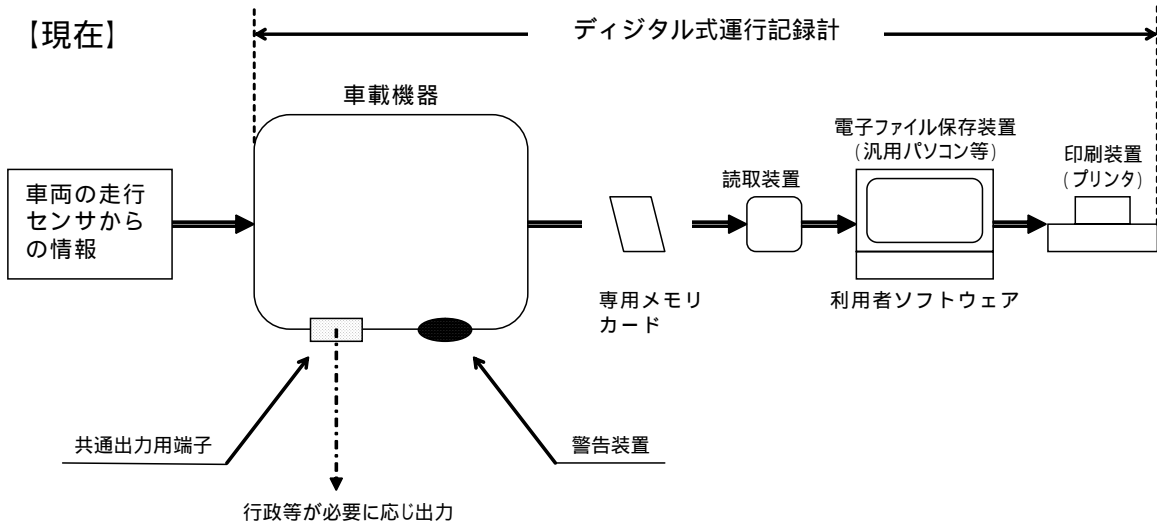 【現在】
ディジタル式運行記録計
車載機器
電子ファイル保存装置
(汎用パソコン等)
印刷装置
(プリンタ)
読取装置
車両の走行
センサから
の情報
専用メモリ
カード
利用者ソフトウェア
共通出力用端子
警告装置
行政等が必要に応じ出力